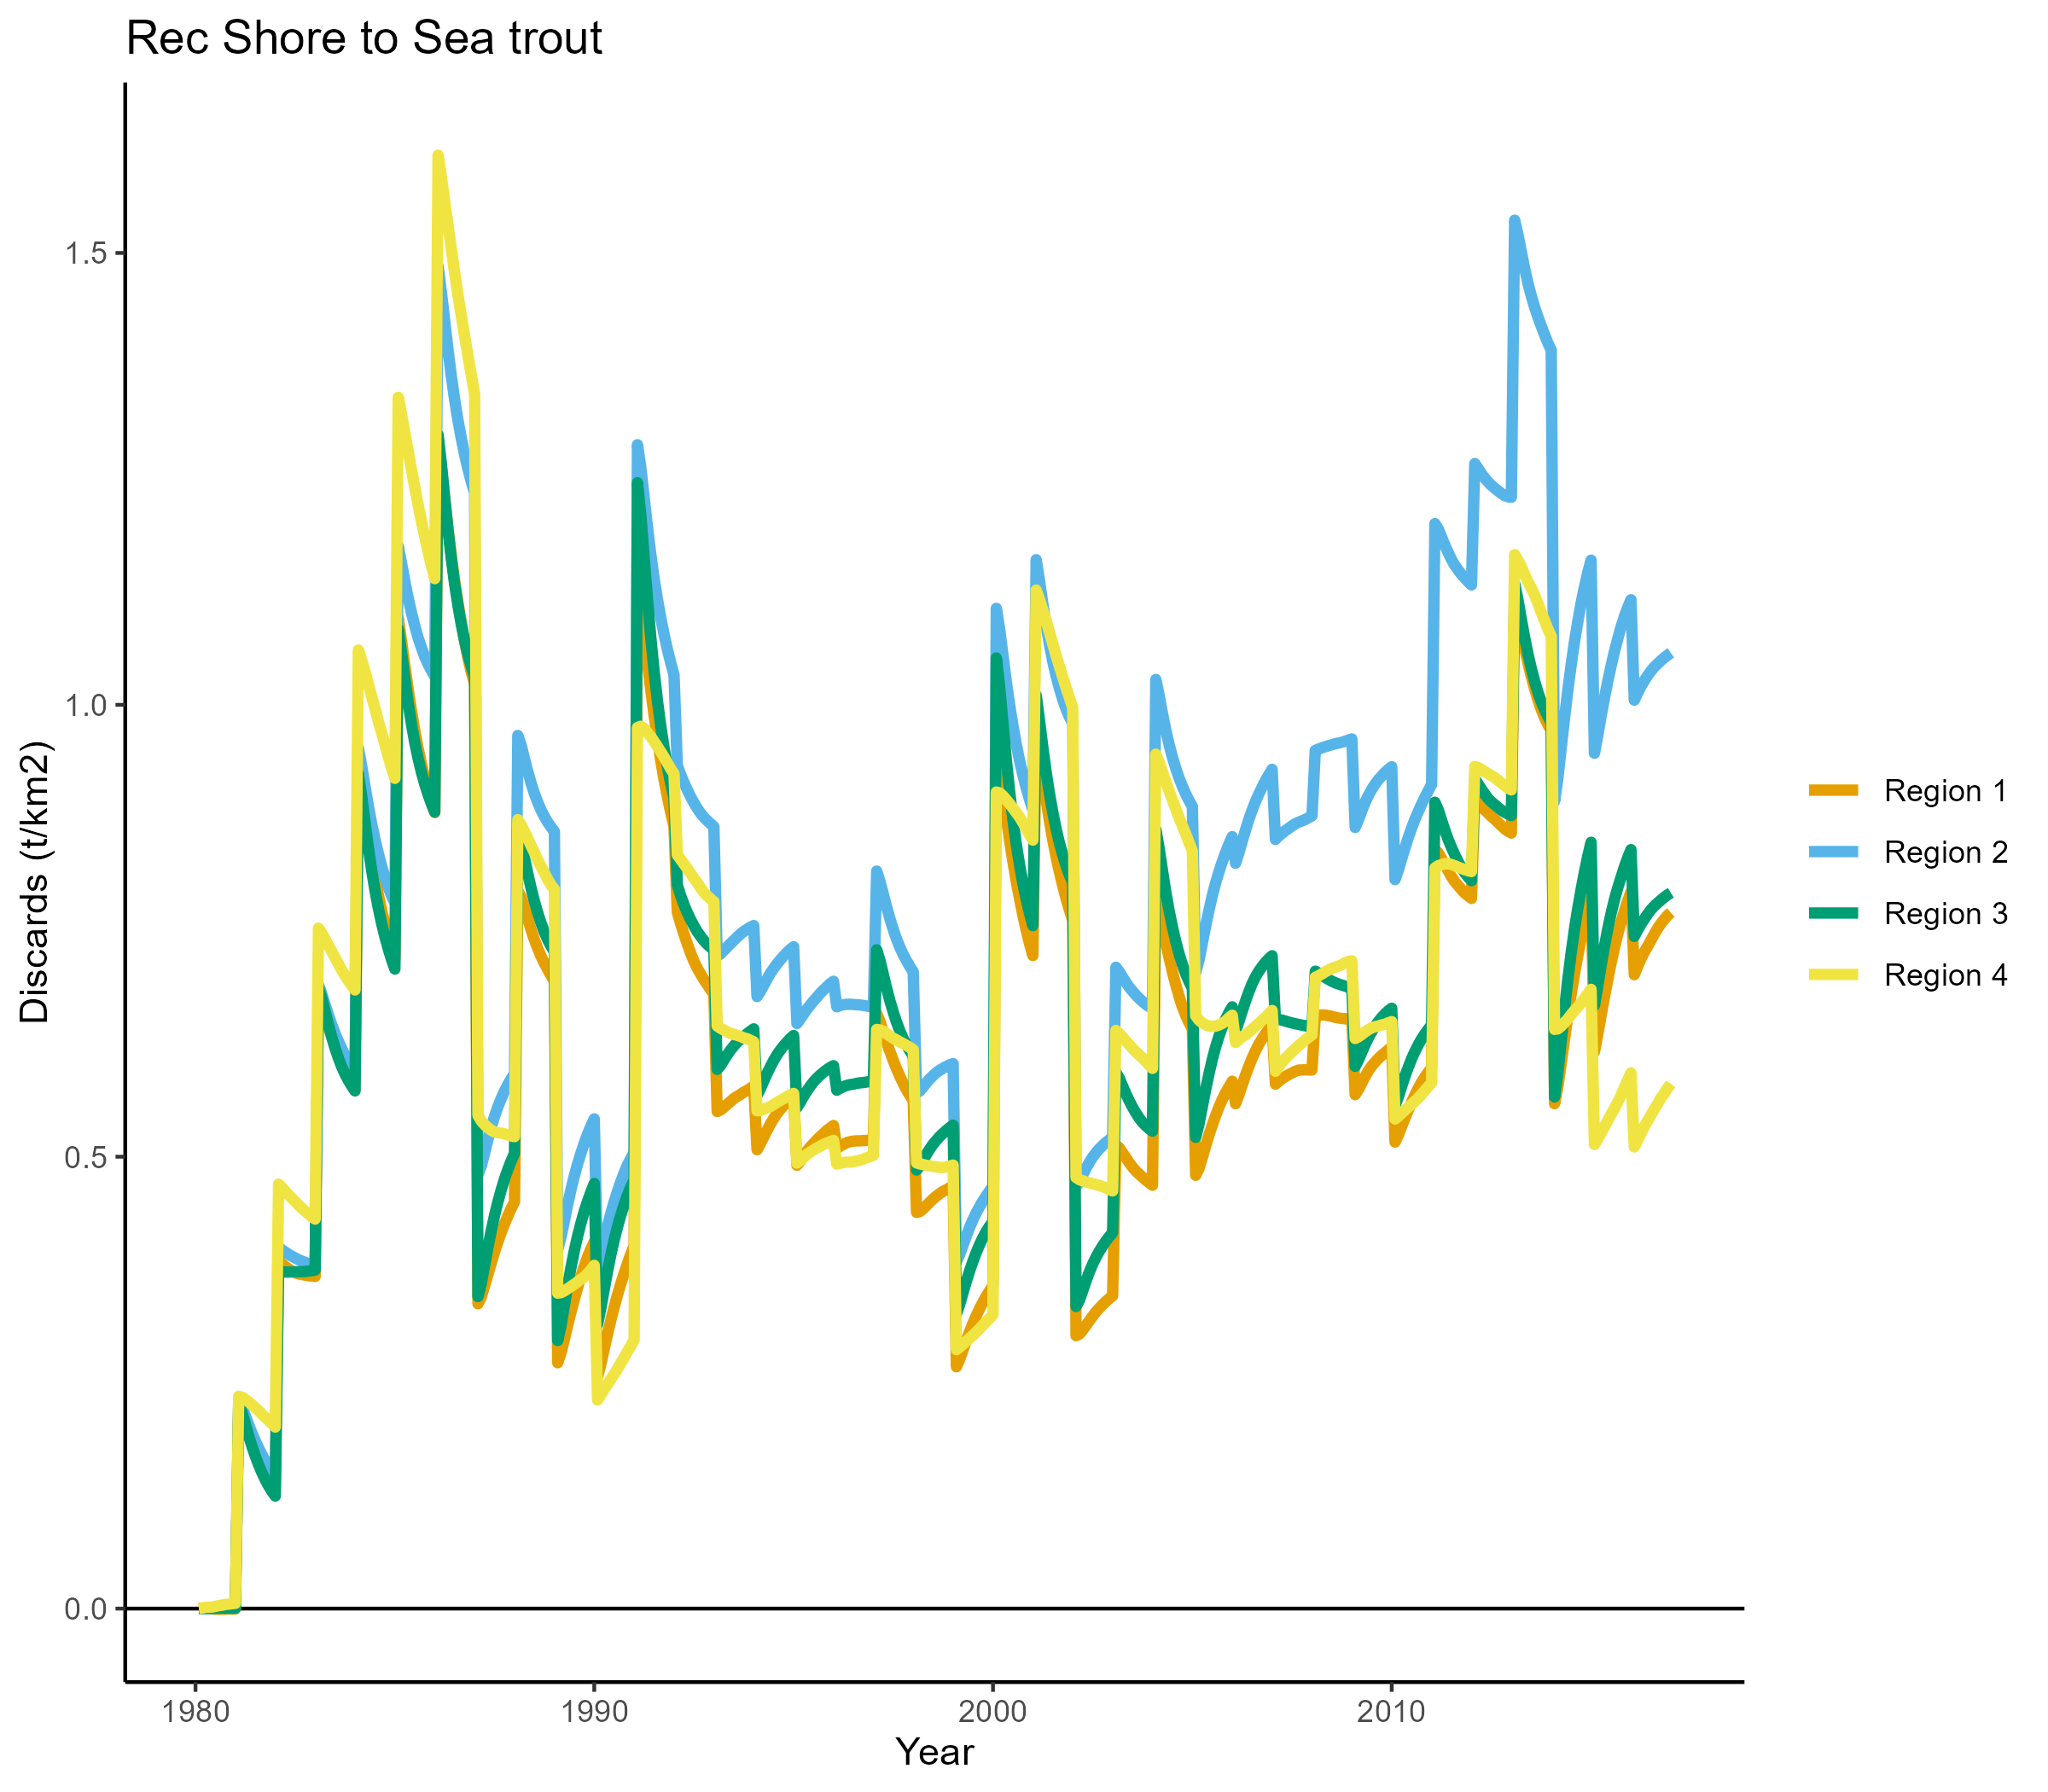 Rec Shore to Sea trout
Discards (t/km2)
1.5
1.0
0.5
0.0
1980
1990
2000
2010
Year
Region 1
Region 2
Region 3
Region 4